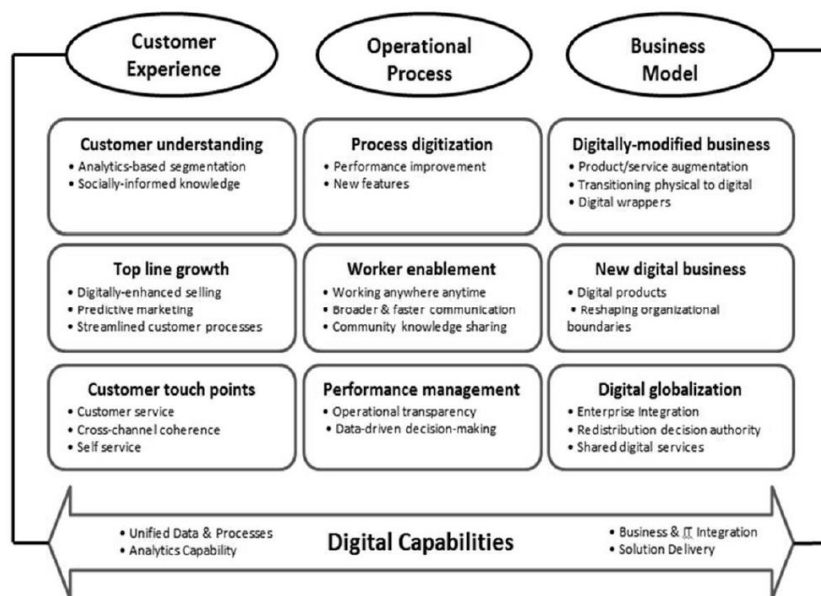 Customer
Experience
Operational
Process
Business
Model
Customer understanding
• Analytics-based segmentation
• Socially-informed knowledge
Process digitization
• Performance improvement
• New features
Digitally-modified business
• Product/service augmentation
• Transitioning physical to digital
• Digital wrappers
Top line growth
• Digitally-enhanced selling
• Predictive marketing
• Streamlined customer processes
Worker enablement
• Working anywhere anytime
• Broader & faster communication
• Community knowledge sharing
New digital business
• Digital products
• Reshaping organizational
boundaries
Customer touch points
• Customer service
• Cross-channel coherence
• Self service
Performance management
• Operational transparency
• Data-driven decision-making
Digital globalization
• Enterprise Integration
• Redistribution decision authority
• Shared digital services
• Unified Data & Processes
• Analytics Capability
Digital Capabilities
• Business & IT Integration
• Solution Delivery